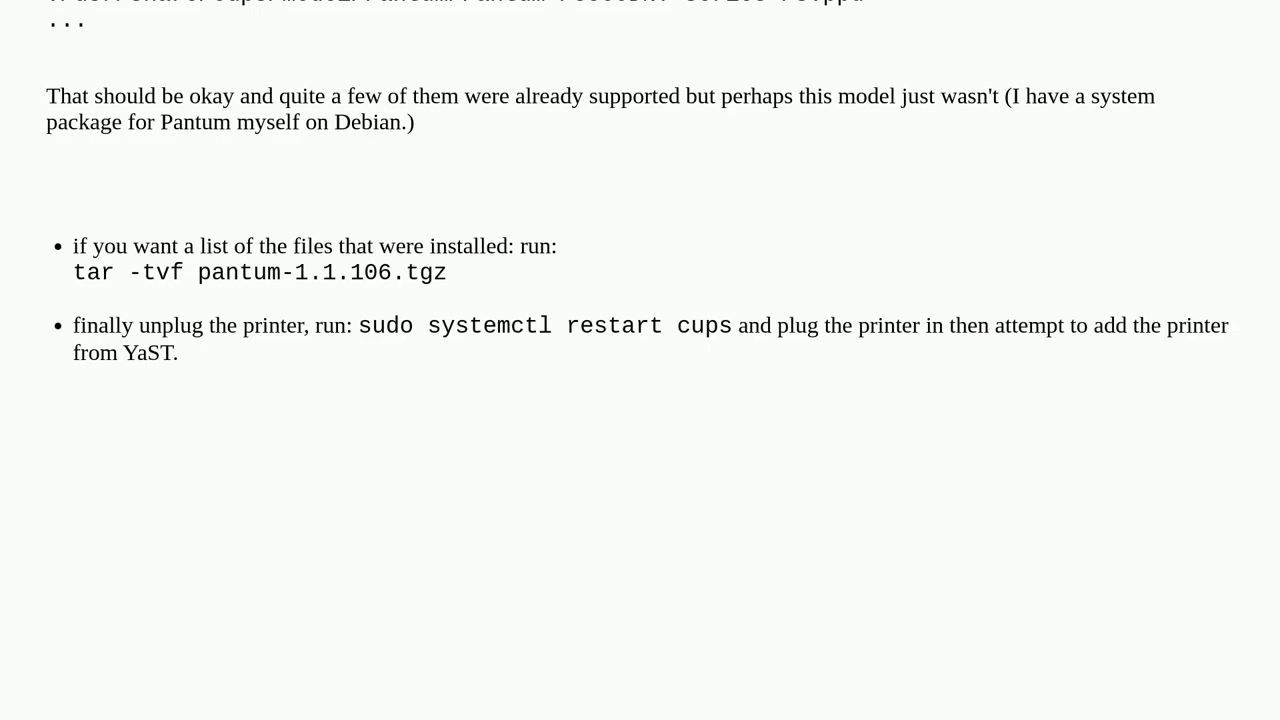 ...
That should be okay and quite a few of them were already supported but perhaps this model just wasn't (I have a system
package for Pantum myself on Debian.)
• if you want a list of the files that were installed: run:
tar -tvf pantum-1.1.106.tgz
• finally unplug the printer, run: sudo systemctl restart cups and plug the printer in then attempt to add the printer
from YaST.